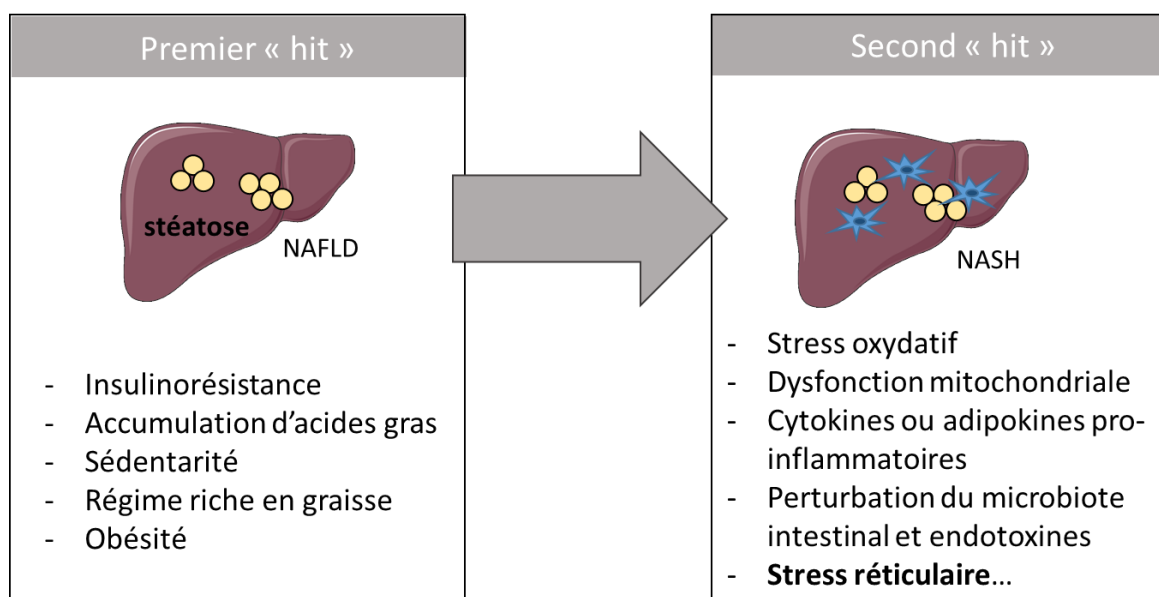 Premier « hit »
stéatose
NAFLD
- Insulinorésistance
- Accumulation d’acides gras
- Sédentarité
- Régime riche en graisse
- Obésité
Second « hit »
NASH
- Stress oxydatif
- Dysfonction mitochondriale
- Cytokines ou adipokines pro-
inflammatoires
- Perturbation du microbiote
intestinal et endotoxines
- Stress réticulaire...